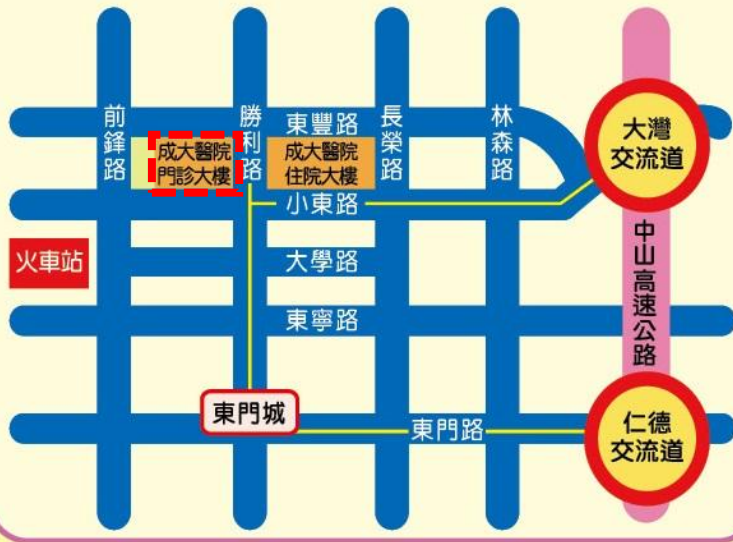 前鋒路
勝利路
東豐路
長榮路
林森路
大灣
交流道
成大醫院
門診大樓
成大醫院
住院大樓
小東路
火車站
大學路
中山高速公路
東寧路
東門城
東門路
仁德
交流道